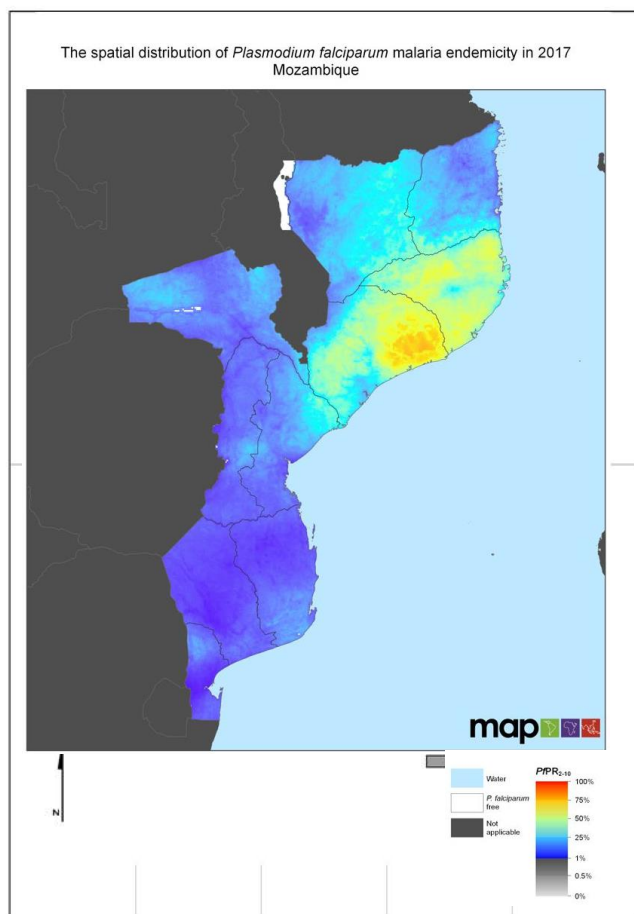 The spatial distribution of Plasmodium falciparum malaria endemicity in 2017
Mozambique
map
N
Water
P. falciparum
free
Not
applicable
PfPR2-10
100%
75%
50%
25%
1%
0.5%
0%